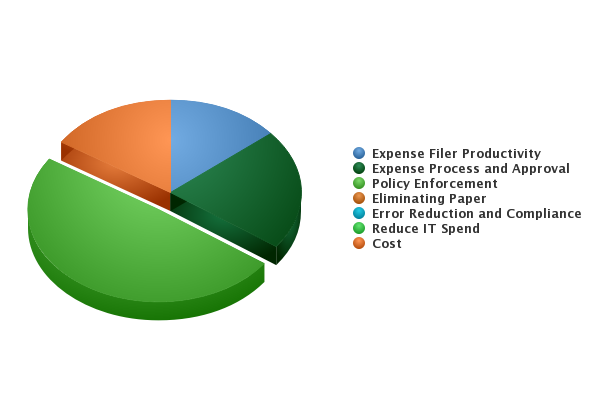 Expense Filer Productivity
Expense Process and Approval
Policy Enforcement
Eliminating Paper
Error Reduction and Compliance
Reduce IT Spend
Cost